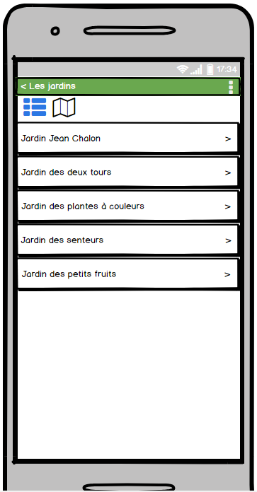 17:34
< Les jardins
Jardin Jean Chalon >
Jardin des deux tours >
Jardin des plantes à couleurs >
Jardin des senteurs >
Jardin des petits fruits >